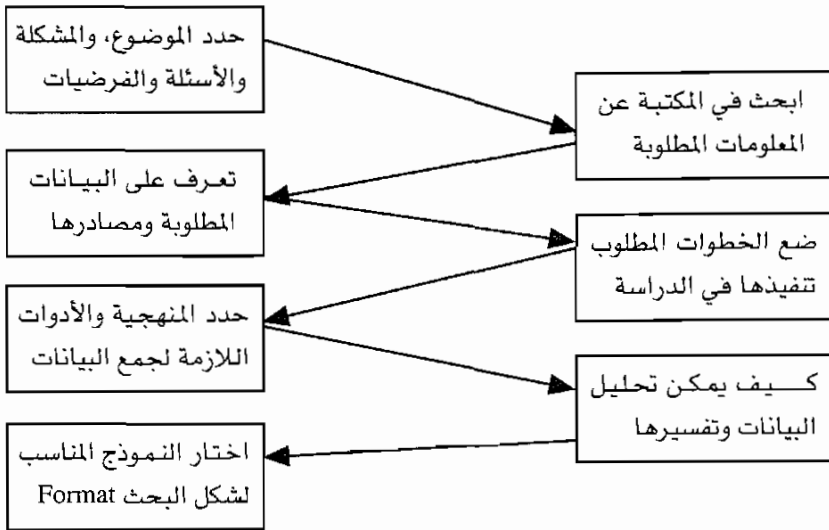 حدد الموضوع، والمشكلة
والأسئلة والفرضيات
ابحث في المكتبة عن
المعلومات المطلوبة
تعرف على البيانات
المطلوبة ومصادرها
ضع الخطوات المطلوب
تنفيذها في الدراسة
حدد المنهجية والأدوات
اللازمة لجمع البيانات
كيف يمكن تحليل
البيانات وتفسيرها
اختار النموذج المناسب
لشكل البحث Format